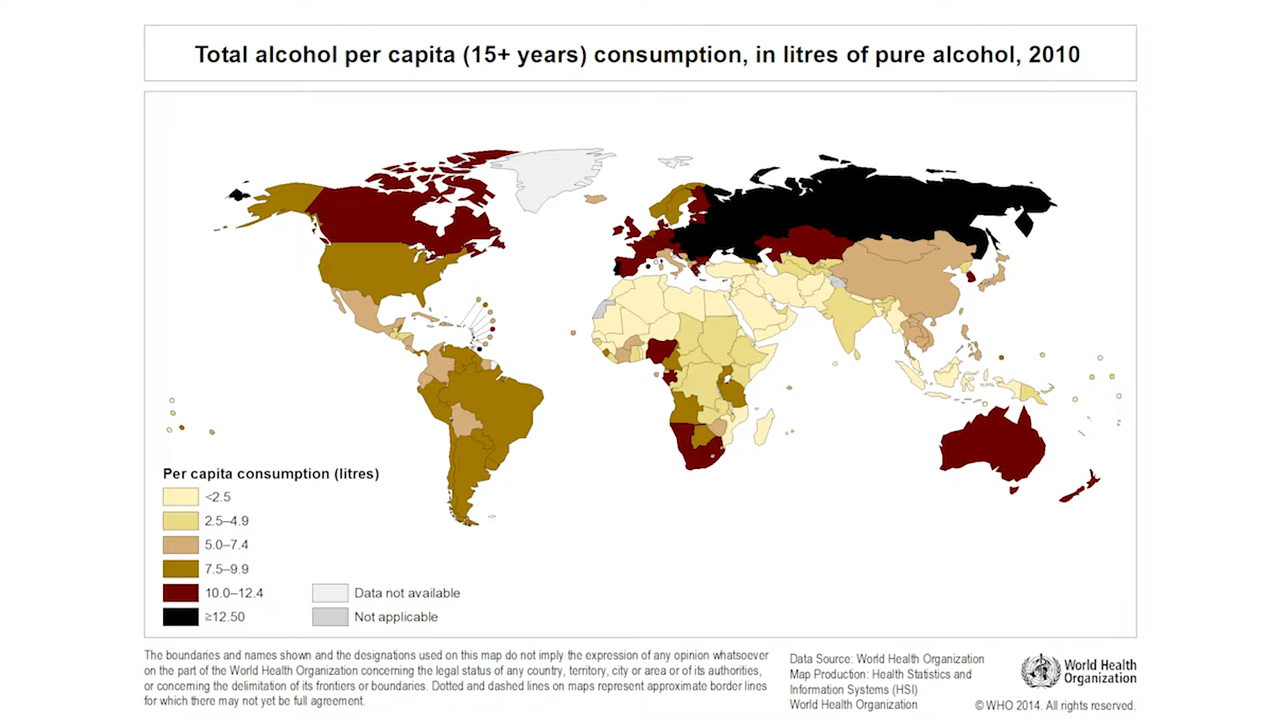 Total alcohol per capita (15+ years) consumption, in litres of pure alcohol, 2010
Per capita consumption (litres)
<2.5
2.5–4.9
5.0–7.4
7.5–9.9
10.0–12.4
≥12.50
Data not available
Not applicable
The boundaries and names shown and the designations used on this map do not imply the expression of any opinion whatsoever
on the part of the World Health Organization concerning the legal status of any country, territory, city or area or of its authorities,
or concerning the delimitation of its frontiers or boundaries. Dotted and dashed lines on maps represent approximate border lines
for which there may not yet be full agreement.
Data Source: World Health Organization
Map Production: Health Statistics and
Information Systems (HSI)
World Health Organization
World Health
Organization
© WHO 2014. All rights reserved.